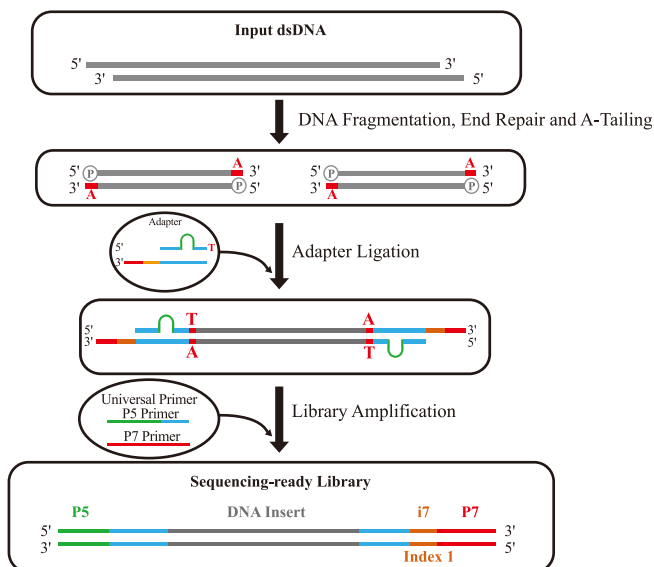 Input dsDNA
5' 3'
3' 5'
DNA Fragmentation, End Repair and A-Tailing
A A
5' P 3' 5' P 3'
3' P 5' 3' P 5'
A A
Adapter
5' T
3'
Adapter Ligation
T A
5' 3'
3' 5'
A T
Universal Primer
P5 Primer
P7 Primer
Library Amplification
Sequencing-ready Library
P5 DNA Insert i7 P7
5' 3'
3' 5'
Index 1